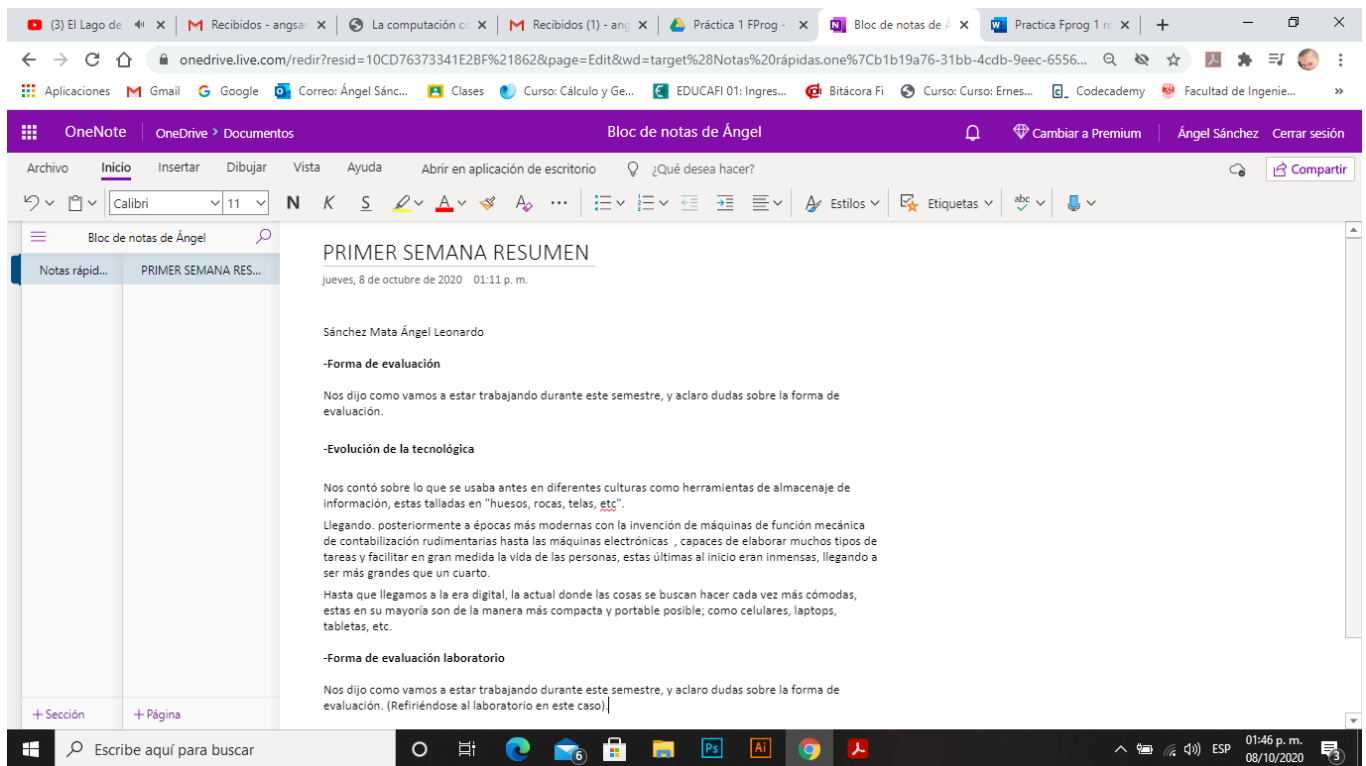 (3) El Lago de
Recibidos - angsar
La computación co
Recibidos (1) - ang
Práctica 1 FProg -
Bloc de notas de Á
Practica Fprog 1 re
onedrive.live.com/redir?resid=10CD76373341E2BF%21862&page=Edit&wd=target%28Notas%20rápidas.one%7Cb1b19a76-31bb-4cdb-9eec-6556...
Aplicaciones Gmail Google Correo: Ángel Sánc... Clases Curso: Cálculo y Ge... EDUCAFI 01: Ingres... Bitácora Fi Curso: Curso: Ernes... Codecademy Facultad de Ingenie... »
OneNote OneDrive > Documentos Bloc de notas de Ángel Cambiar a Premium Ángel Sánchez Cerrar sesión
Archivo Inicio Insertar Dibujar Vista Ayuda Abrir en aplicación de escritorio ¿Qué desea hacer? Compartir
Calibri 11 N K S A A Estilos Etiquetas abc
Bloc de notas de Ángel
Notas rápid... PRIMER SEMANA RES...
PRIMER SEMANA RESUMEN
jueves, 8 de octubre de 2020 01:11 p. m.
Sánchez Mata Ángel Leonardo
-Forma de evaluación
Nos dijo como vamos a estar trabajando durante este semestre, y aclaro dudas sobre la forma de
evaluación.
-Evolución de la tecnológica
Nos contó sobre lo que se usaba antes en diferentes culturas como herramientas de almacenaje de
información, estas talladas en "huesos, rocas, telas, etc".
Llegando. posteriormente a épocas más modernas con la invención de máquinas de función mecánica
de contabilización rudimentarias hasta las máquinas electrónicas , capaces de elaborar muchos tipos de
tareas y facilitar en gran medida la vida de las personas, estas últimas al inicio eran inmensas, llegando a
ser más grandes que un cuarto.
Hasta que llegamos a la era digital, la actual donde las cosas se buscan hacer cada vez más cómodas,
estas en su mayoría son de la manera más compacta y portable posible; como celulares, laptops,
tabletas, etc.
-Forma de evaluación laboratorio
Nos dijo como vamos a estar trabajando durante este semestre, y aclaro dudas sobre la forma de
evaluación. (Refiriéndose al laboratorio en este caso).
+ Sección + Página
Escribe aquí para buscar
6
Ps
Ai
ESP
01:46 p. m.
08/10/2020
3